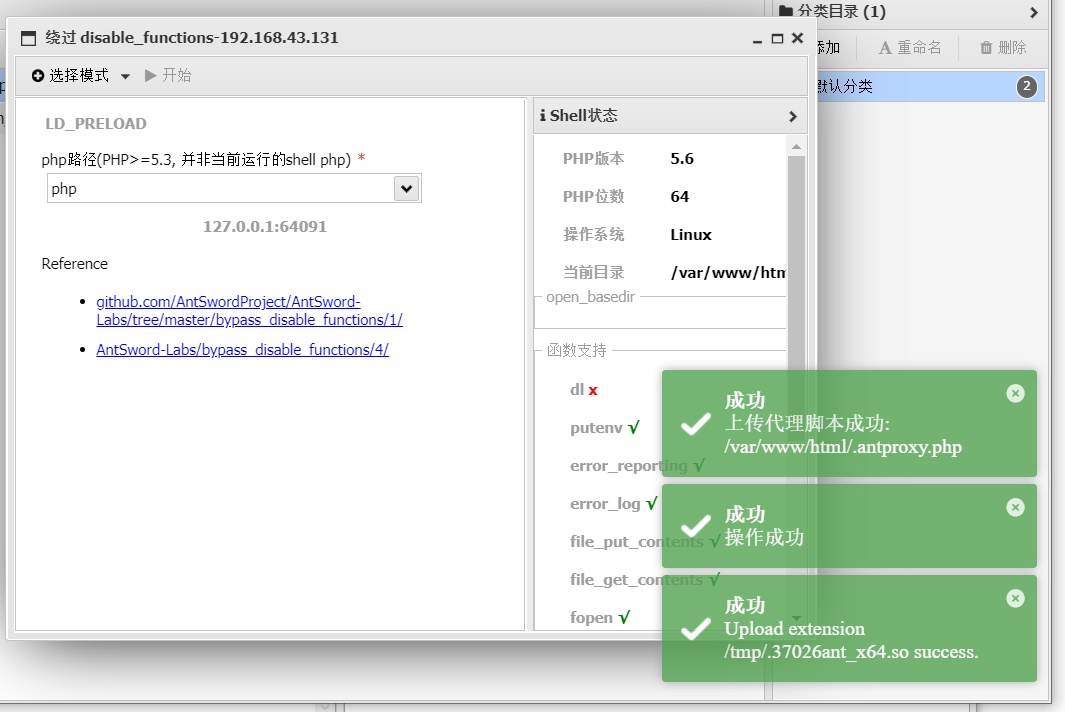 分类目录 (1)
绕过 disable_functions-192.168.43.131
添加 A 重命名 删除
选择模式 开始
默认分类 2
LD_PRELOAD
php路径(PHP>=5.3, 并非当前运行的shell php) *
php
127.0.0.1:64091
Reference
github.com/AntSwordProject/AntSword-
Labs/tree/master/bypass_disable_functions/1/
AntSword-Labs/bypass_disable_functions/4/
Shell状态
PHP版本 5.6
PHP位数 64
操作系统 Linux
当前目录 /var/www/htm
open_basedir
函数支持
dl x
putenv √
error_reporting √
error_log √
file_put_contents √
file_get_contents √
fopen √
成功
上传代理脚本成功:
/var/www/html/.antproxy.php
成功
操作成功
成功
Upload extension
/tmp/.37026ant_x64.so success.